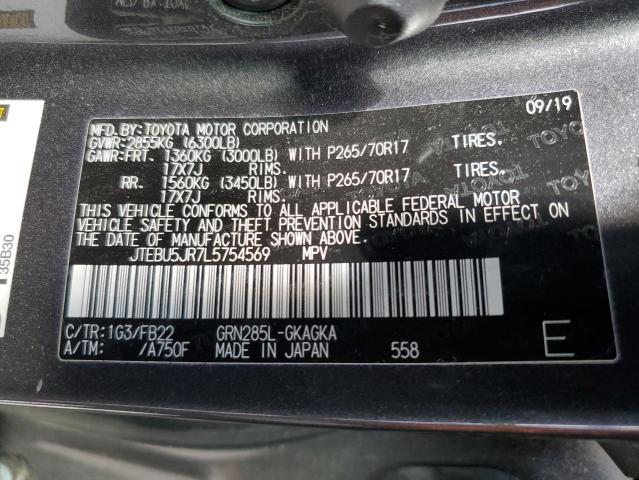 09/19
MFD. BY: TOYOTA MOTOR CORPORATION
GVWR: 2855KG (6300LB)
GAWR: FRT. 1360KG (3000LB) WITH P265/70R17 TIRES.
17X7J RIMS.
RR. 1560KG (3450LB) WITH P265/70R17 TIRES.
17X7J RIMS.
THIS VEHICLE CONFORMS TO ALL APPLICABLE FEDERAL MOTOR
VEHICLE SAFETY AND THEFT PREVENTION STANDARDS IN EFFECT ON
THE DATE OF MANUFACTURE SHOWN ABOVE.
JTEBU5JR7L5754569 MPV
C/TR: 1G3/FB22 GRN285L-GKAGKA
A/TM: /A750F MADE IN JAPAN 558 E
35B30